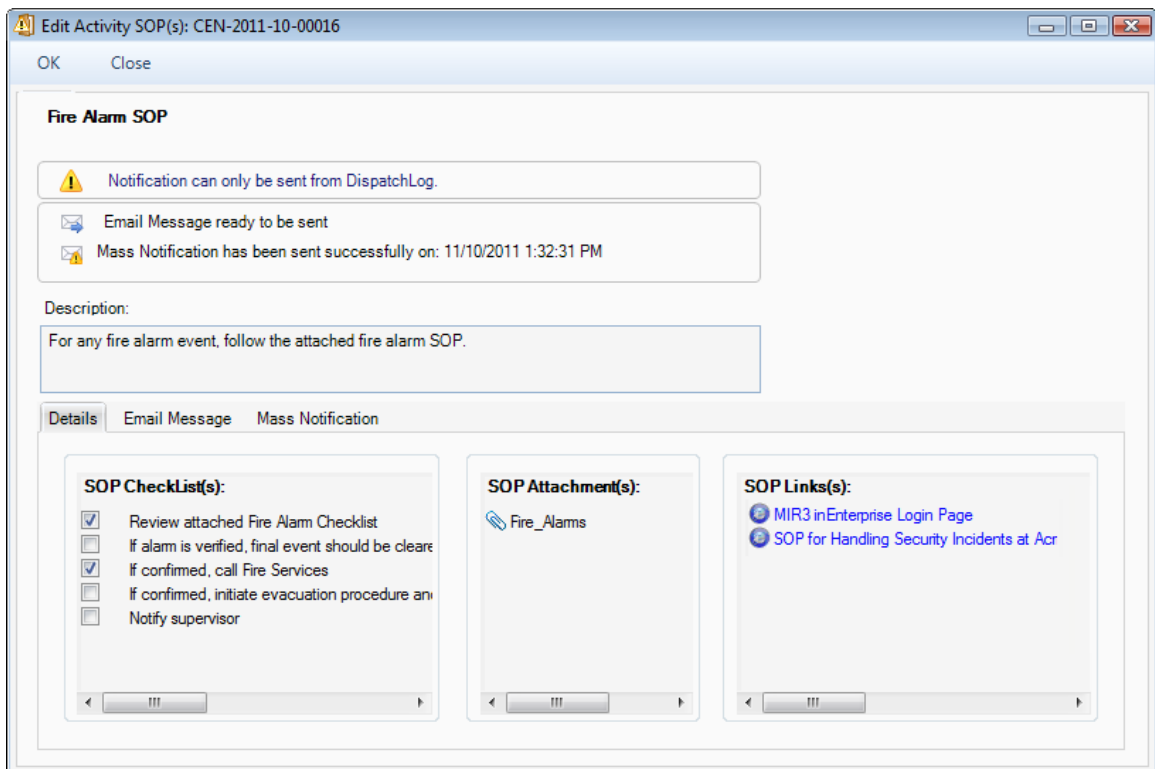 Edit Activity SOP(s): CEN-2011-10-00016
OK Close
Fire Alarm SOP
Notification can only be sent from DispatchLog.
Email Message ready to be sent
Mass Notification has been sent successfully on: 11/10/2011 1:32:31 PM
Description:
For any fire alarm event, follow the attached fire alarm SOP.
Details Email Message Mass Notification
SOP CheckList(s):
Review attached Fire Alarm Checklist
If alarm is verified, final event should be cleare
If confirmed, call Fire Services
If confirmed, initiate evacuation procedure an
Notify supervisor
SOP Attachment(s):
Fire_Alarms
SOP Links(s):
MIR3 inEnterprise Login Page
SOP for Handling Security Incidents at Acr